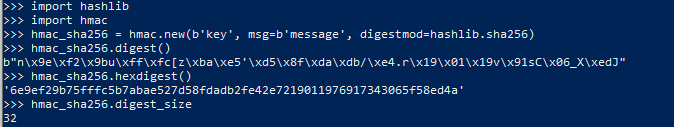 >>> import hashlib
>>> import hmac
>>> hmac_sha256 = hmac.new(b'key', msg=b'message', digestmod=hashlib.sha256)
>>> hmac_sha256.digest()
b"n\x9e\xf2\x9bu\xff\xfc[z\xba\xe5'\xd5\x8f\xda\xdb/\xe4.r\x19\x01\x19v\x91sC\x06_X\xedJ"
>>> hmac_sha256.hexdigest()
'6e9ef29b75fffc5b7abae527d58fdadb2fe42e7219011976917343065f58ed4a'
>>> hmac_sha256.digest_size
32